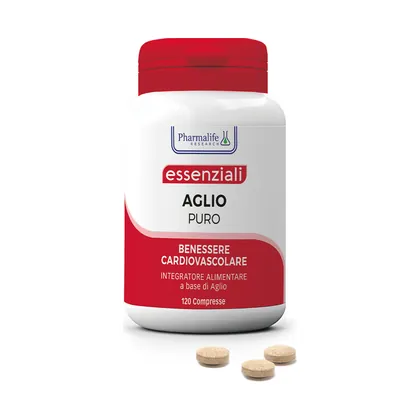 Pharmalife
RESEARCH
essenziali
AGLIO
PURO
BENESSERE
CARDIOVASCOLARE
INTEGRATORE ALIMENTARE
a base di Aglio
120 Compresse